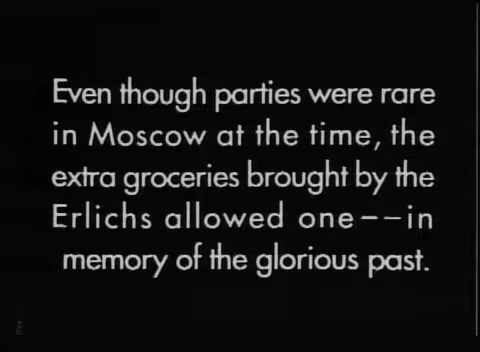 Even though parties were rare
in Moscow at the time, the
extra groceries brought by the
Erlichs allowed one--in
memory of the glorious past.